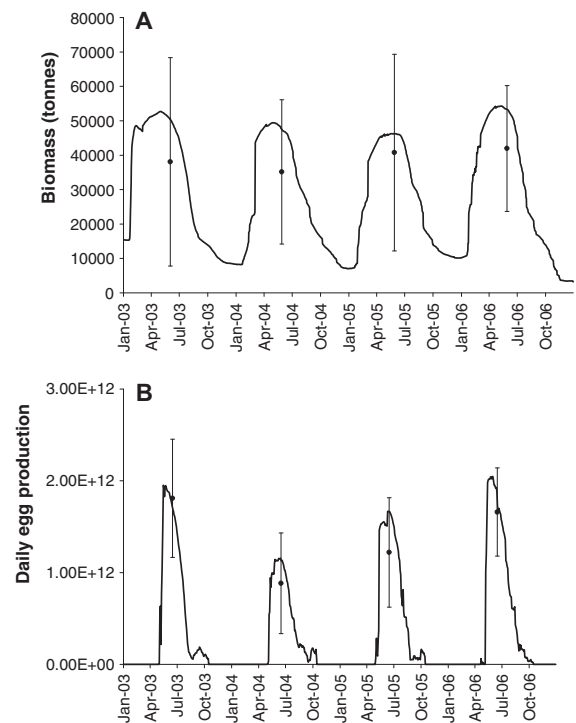 A
Biomass (tonnes)
80000
70000
60000
50000
40000
30000
20000
10000
0
Jan-03
Apr-03
Jul-03
Oct-03
Jan-04
Apr-04
Jul-04
Oct-04
Jan-05
Apr-05
Jul-05
Oct-05
Jan-06
Apr-06
Jul-06
Oct-06
B
Daily egg production
3.00E+12
2.00E+12
1.00E+12
0.00E+00
Jan-03
Apr-03
Jul-03
Oct-03
Jan-04
Apr-04
Jul-04
Oct-04
Jan-05
Apr-05
Jul-05
Oct-05
Jan-06
Apr-06
Jul-06
Oct-06